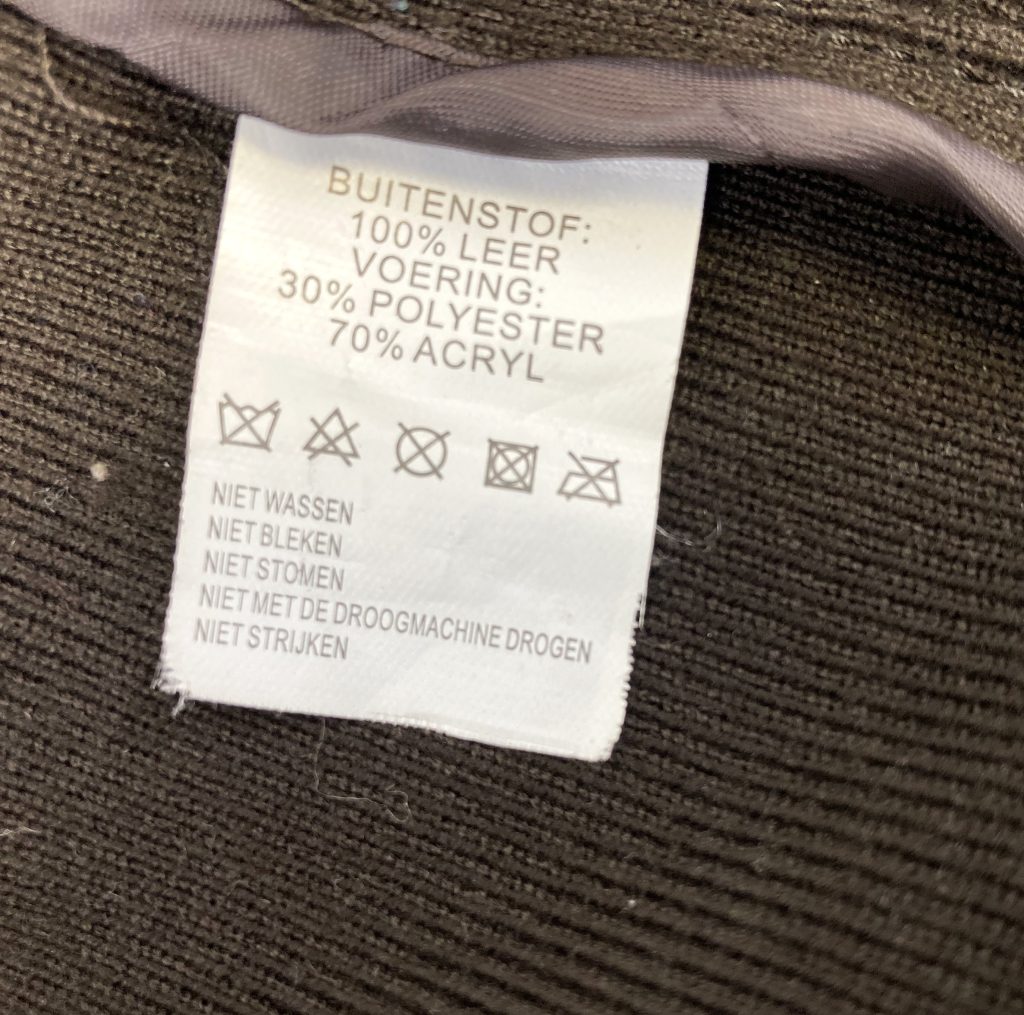 BUITENSTOF:
100% LEER
VOERING:
30% POLYESTER
70% ACRYL
NIET WASSEN
NIET BLEKEN
NIET STOMEN
NIET MET DE DROOGMACHINE DROGEN
NIET STRIJKEN